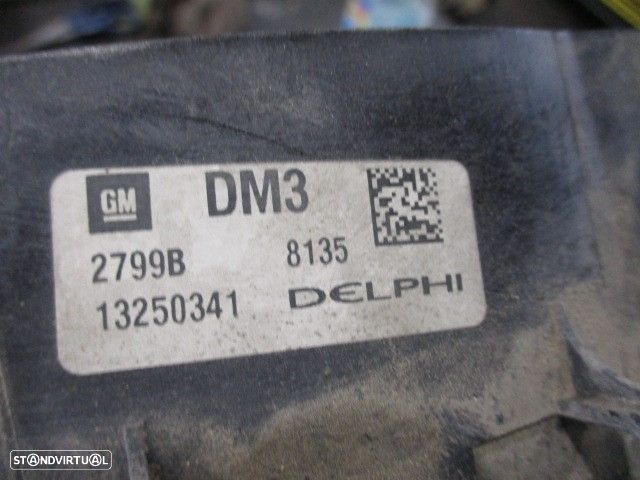 GM DM3
2799B 8135
13250341 DELPHI
STANDVIRTUAL